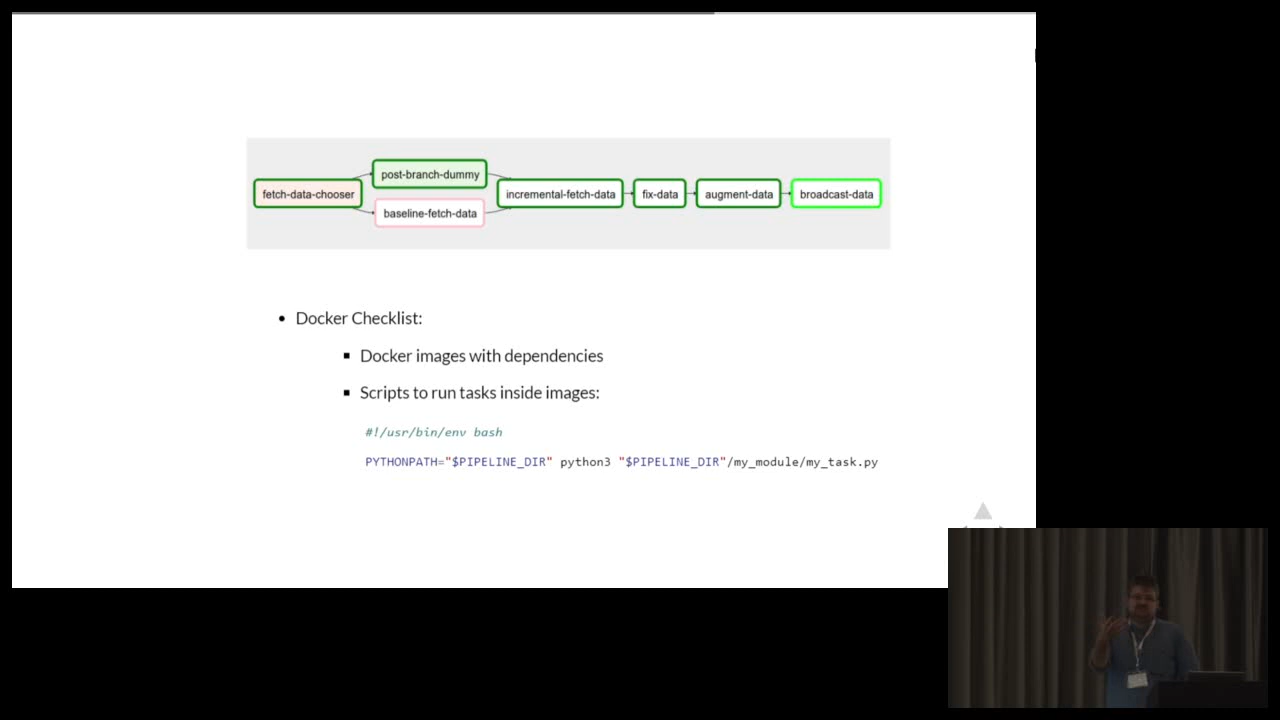 post-branch-dummy
fetch-data-chooser
incremental-fetch-data
fix-data
augment-data
broadcast-data
baseline-fetch-data
Docker Checklist:
Docker images with dependencies
Scripts to run tasks inside images:
#!/usr/bin/env bash
PYTHONPATH="$PIPELINE_DIR" python3 "$PIPELINE_DIR"/my_module/my_task.py